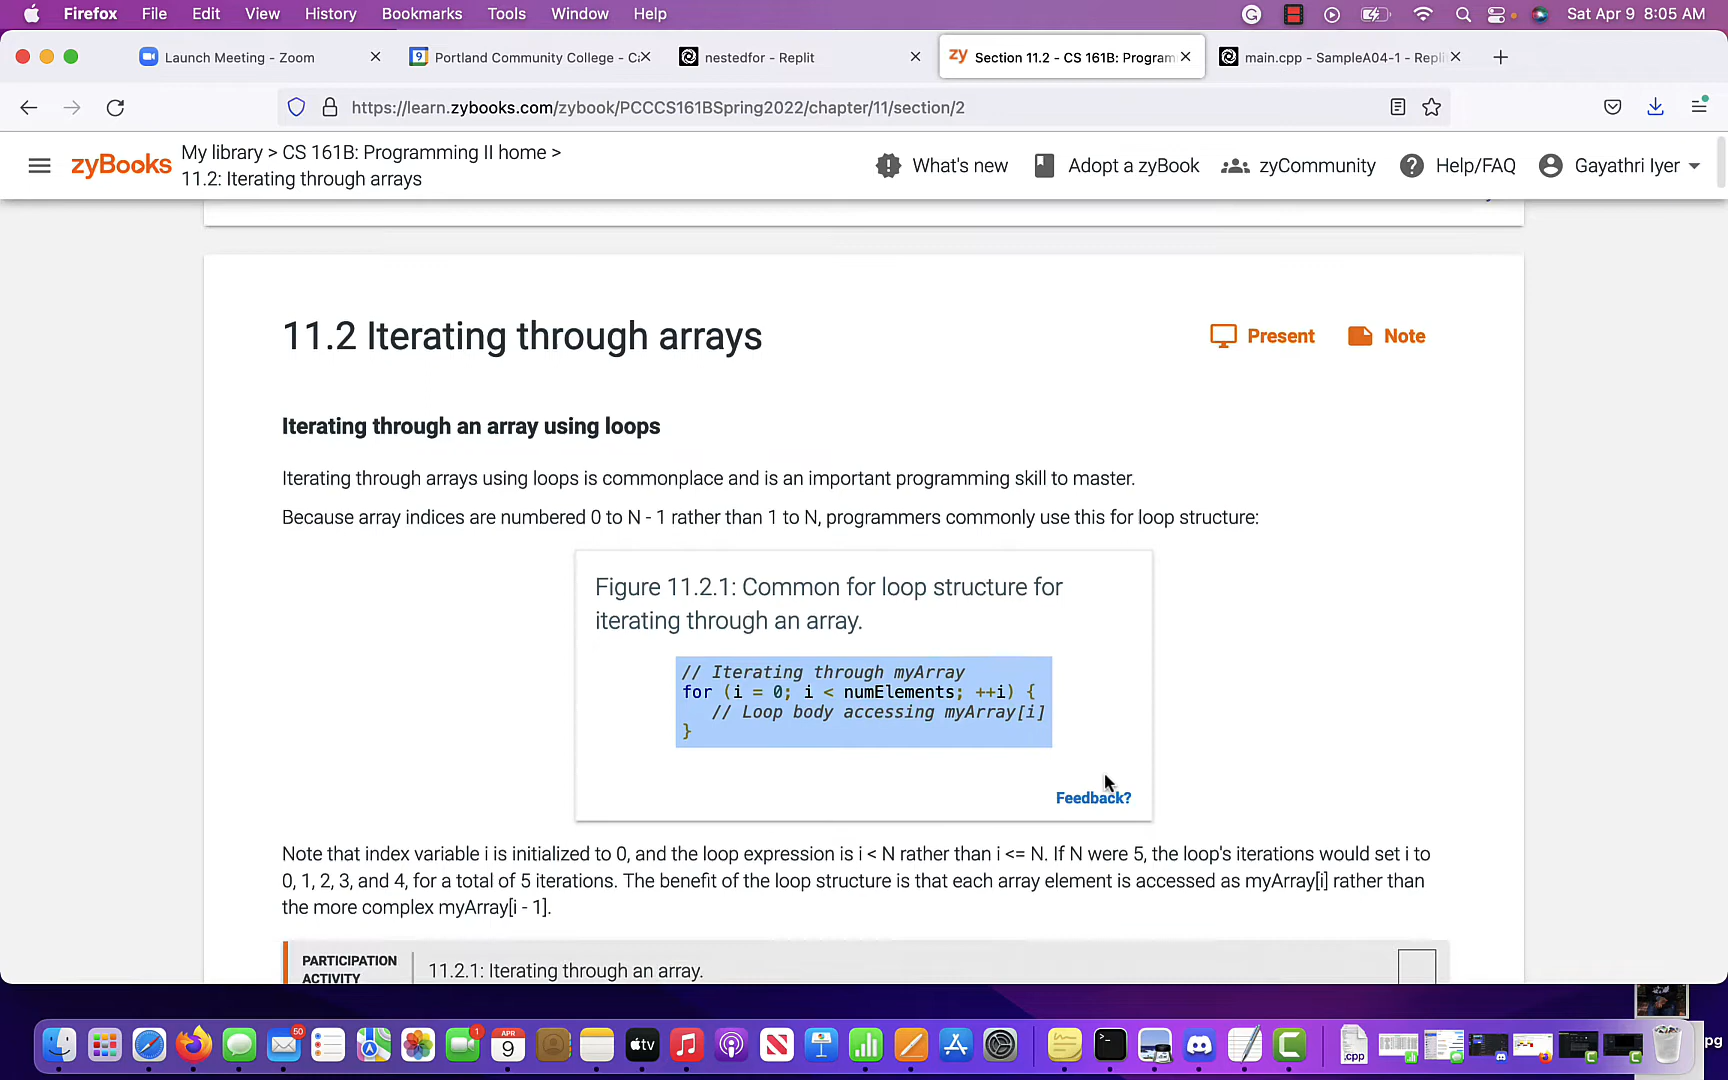 Firefox File Edit View History Bookmarks Tools Window Help Sat Apr 9 8:05 AM
Launch Meeting - Zoom Portland Community College - Ca nestedfor - Replit zy Section 11.2 - CS 161B: Program main.cpp - SampleA04-1 - Repli
https://learn.zybooks.com/zybook/PCCCS161BSpring2022/chapter/11/section/2
zyBooks My library > CS 161B: Programming II home >
11.2: Iterating through arrays
What's new Adopt a zyBook zyCommunity Help/FAQ Gayathri Iyer
11.2 Iterating through arrays Present Note
Iterating through an array using loops
Iterating through arrays using loops is commonplace and is an important programming skill to master.
Because array indices are numbered 0 to N - 1 rather than 1 to N, programmers commonly use this for loop structure:
Figure 11.2.1: Common for loop structure for
iterating through an array.
// Iterating through myArray
for (i = 0; i < numElements; ++i) {
// Loop body accessing myArray[i]
}
Feedback?
Note that index variable i is initialized to 0, and the loop expression is i < N rather than i <= N. If N were 5, the loop's iterations would set i to
0, 1, 2, 3, and 4, for a total of 5 iterations. The benefit of the loop structure is that each array element is accessed as myArray[i] rather than
the more complex myArray[i - 1].
PARTICIPATION
ACTIVITY
11.2.1: Iterating through an array.
50
1
APR
9
tv
.cpp
pg